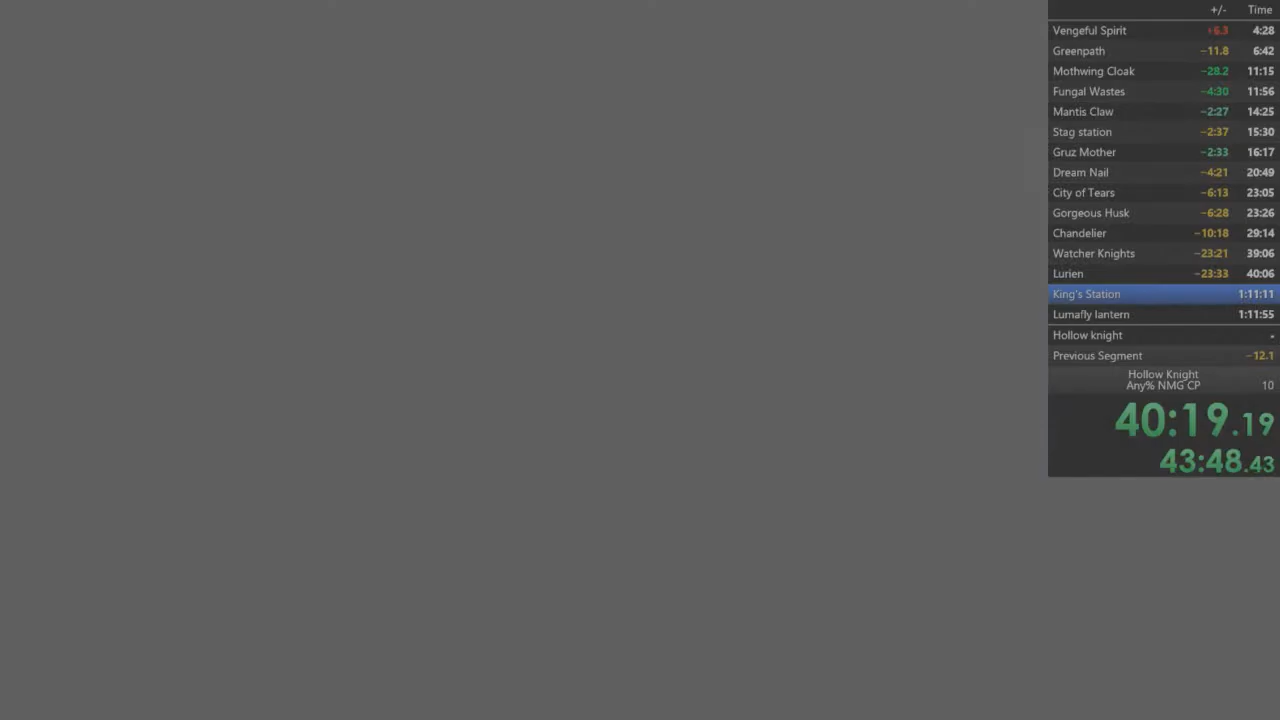 +/- Time
Vengeful Spirit +6.3 4:28
Greenpath −11.8 6:42
Mothwing Cloak −28.2 11:15
Fungal Wastes −4:30 11:56
Mantis Claw −2:27 14:25
Stag station −2:37 15:30
Gruz Mother −2:33 16:17
Dream Nail −4:21 20:49
City of Tears −6:13 23:05
Gorgeous Husk −6:28 23:26
Chandelier −10:18 29:14
Watcher Knights −23:21 39:06
Lurien −23:33 40:06
King's Station 1:11:11
Lumafly lantern 1:11:55
Hollow knight -
Previous Segment −12.1
Hollow Knight
Any% NMG CP 10
40:19.19
43:48.43